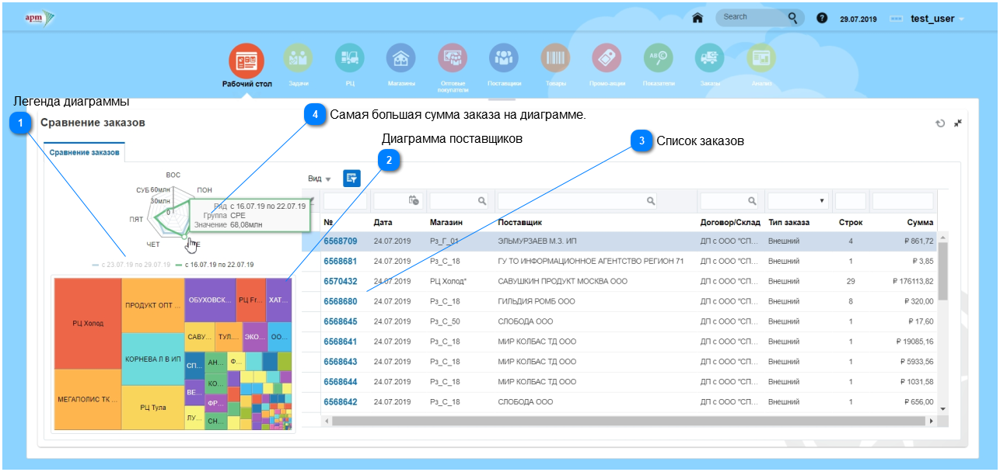 apm
Search
?
29.07.2019
test_user
Рабочий стол
Задачи
РЦ
Магазины
Оптовые
покупатели
Поставщики
Товары
Промо-акции
Показатели
Заказы
Анализ
Легенда диаграммы
1
4
Самая большая сумма заказа на диаграмме.
Сравнение заказов
Диаграмма поставщиков
2
3
Список заказов
Сравнение заказов
ВОС
ПОН
СУБ
60млн
30млн
0
ПЯТ
ЧЕТ
Ряд с 16.07.19 по 22.07.19
Группа СРЕ
Значение 68,08млн
с 23.07.19 по 29.07.19
с 16.07.19 по 22.07.19
РЦ Холод
МЕГАПОЛИС ТК ...
ПРОДУКТ ОПТ ...
КОРНЕВА Л В ИП
РЦ Тула
ОБУХОВСК...
РЦ Fr...
ХАТ...
САВУ...
ТУЛ....
ЭКО...
ОО...
СП...
АН...
Ф...
КО...
ВЕ...
ФР...
ЛУ...
СН...
Вид
№ Дата Магазин Поставщик Договор/Склад Тип заказа Строк Сумма
6568709 24.07.2019 Рз_Г_01 ЭЛЬМУРЗАЕВ М.З. ИП ДП с ООО "СП... Внешний 4 ₽ 861,72
6568681 24.07.2019 Рз_С_18 ГУ ТО ИНФОРМАЦИОННОЕ АГЕНТСТВО РЕГИОН 71 ДП с ООО "СП... Внешний 1 ₽ 3,85
6570432 24.07.2019 РЦ Холод* САВУШКИН ПРОДУКТ МОСКВА ООО ДП с ООО "СП... Внешний 29 ₽ 176113,82
6568680 24.07.2019 Рз_С_18 ГИЛЬДИЯ РОМБ ООО ДП с ООО "СП... Внешний 8 ₽ 320,00
6568645 24.07.2019 Рз_С_50 СЛОБОДА ООО ДП с ООО "СП... Внешний 1 ₽ 17,60
6568641 24.07.2019 Рз_С_18 МИР КОЛБАС ТД ООО ДП с ООО "СП... Внешний 1 ₽ 19085,16
6568643 24.07.2019 Рз_С_18 МИР КОЛБАС ТД ООО ДП с ООО "СП... Внешний 1 ₽ 5933,56
6568644 24.07.2019 Рз_С_18 МИР КОЛБАС ТД ООО ДП с ООО "СП... Внешний 1 ₽ 1031,58
6568642 24.07.2019 Рз_С_18 СЛОБОДА ООО ДП с ООО "СП... Внешний 1 ₽ 656,00